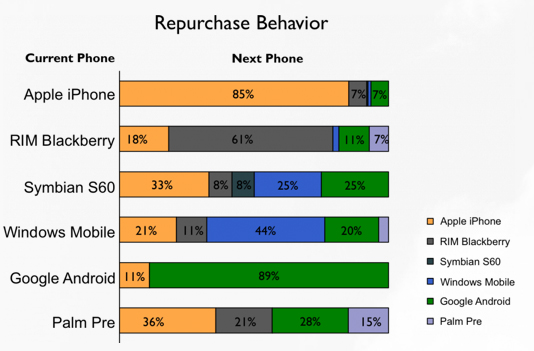 Repurchase Behavior
Current Phone Next Phone
Apple iPhone 85% 7% 7%
RIM Blackberry 18% 61% 11% 7%
Symbian S60 33% 8% 8% 25% 25%
Windows Mobile 21% 11% 44% 20%
Google Android 11% 89%
Palm Pre 36% 21% 28% 15%
Apple iPhone
RIM Blackberry
Symbian S60
Windows Mobile
Google Android
Palm Pre